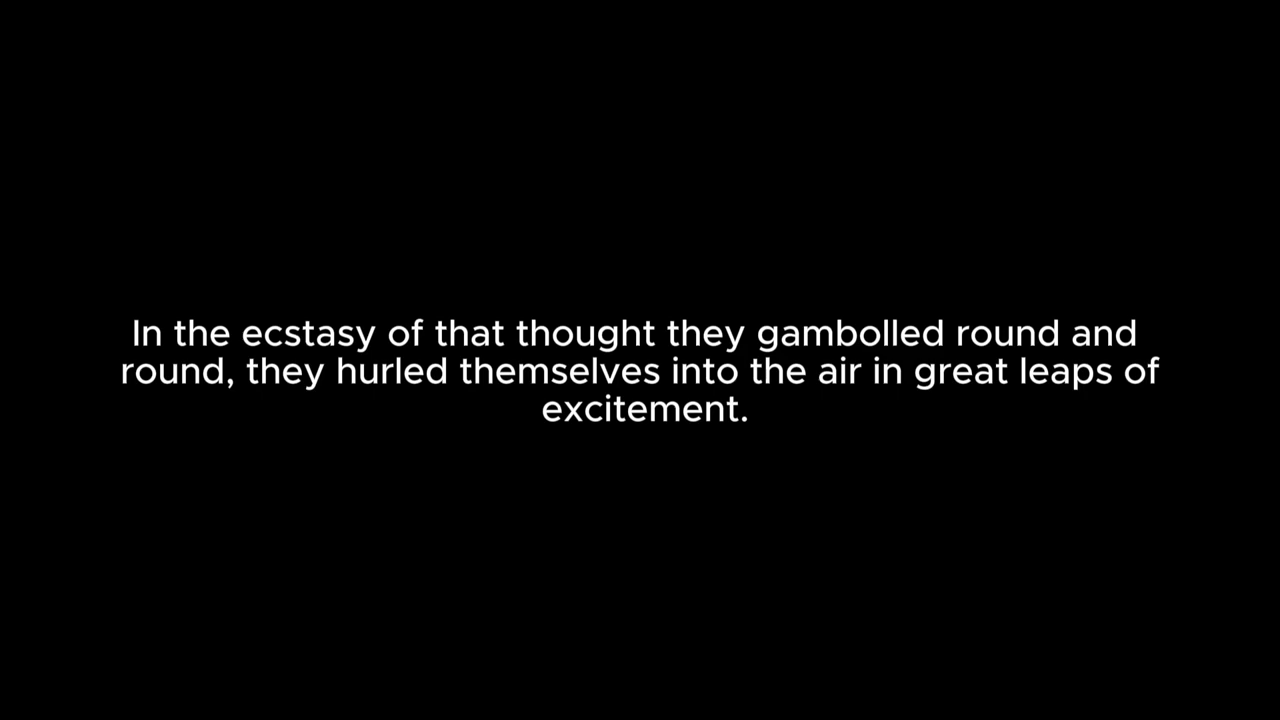 In the ecstasy of that thought they gambolled round and
round, they hurled themselves into the air in great leaps of
excitement.